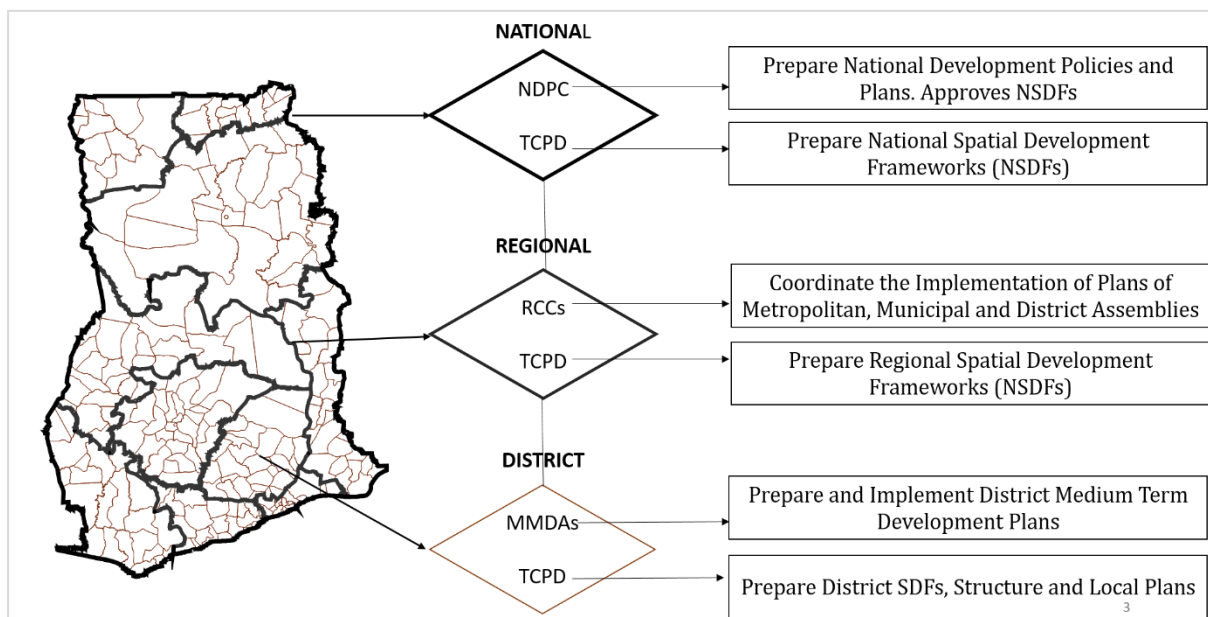 NATIONAL
NDPC
TCPD
Prepare National Development Policies and
Plans. Approves NSDFs
Prepare National Spatial Development
Frameworks (NSDFs)
REGIONAL
RCCs
TCPD
Coordinate the Implementation of Plans of
Metropolitan, Municipal and District Assemblies
Prepare Regional Spatial Development
Frameworks (NSDFs)
DISTRICT
MMDAs
TCPD
Prepare and Implement District Medium Term
Development Plans
Prepare District SDFs, Structure and Local Plans
3